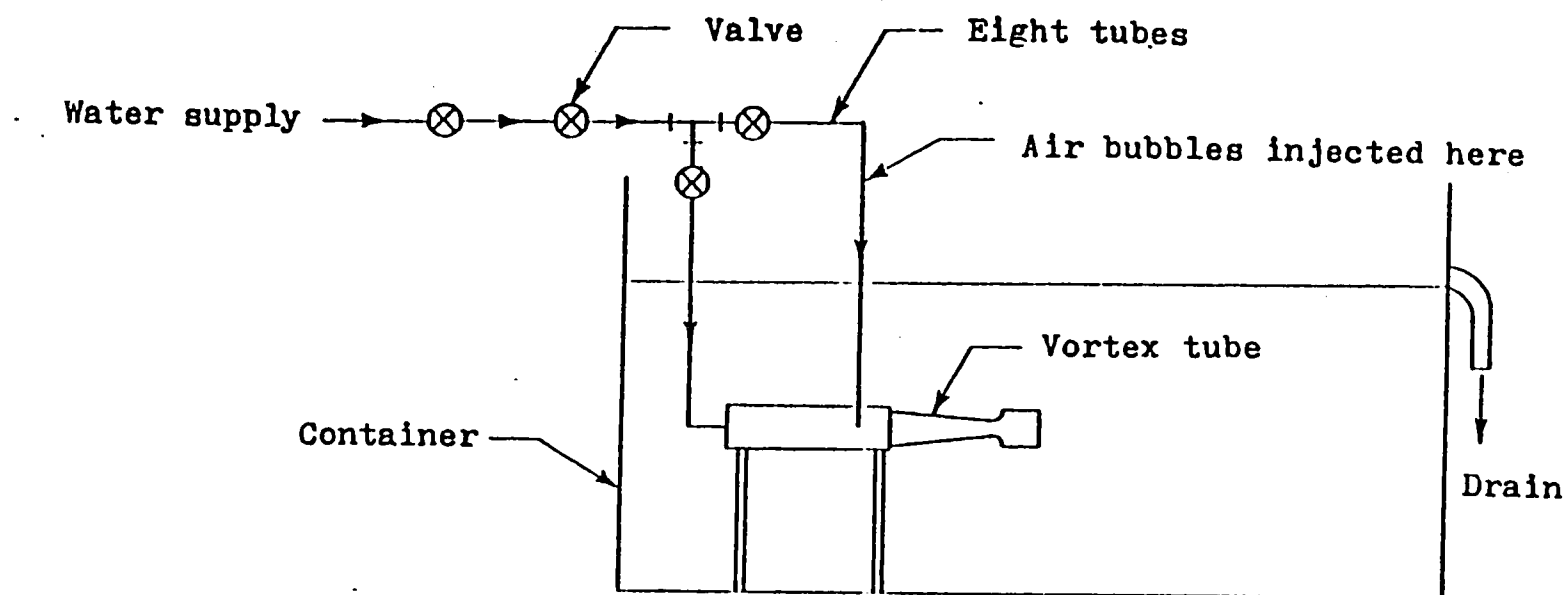 Valve
Eight tubes
Water supply
Air bubbles injected here
Vortex tube
Container
Drain